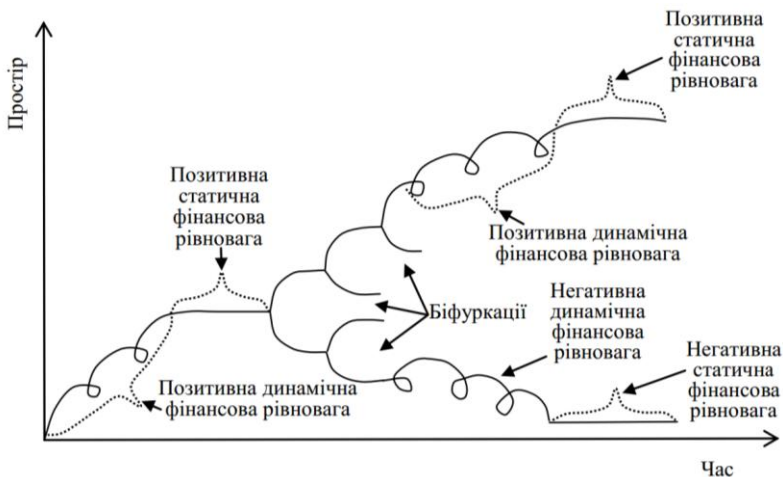 Простір
Позитивна
статична
фінансова
рівновага
Позитивна
статична
фінансова
рівновага
Позитивна динамічна
фінансова рівновага
Біфуркації
Негативна
динамічна
фінансова
рівновага
Негативна
статична
фінансова
рівновага
Позитивна динамічна
фінансова рівновага
Час